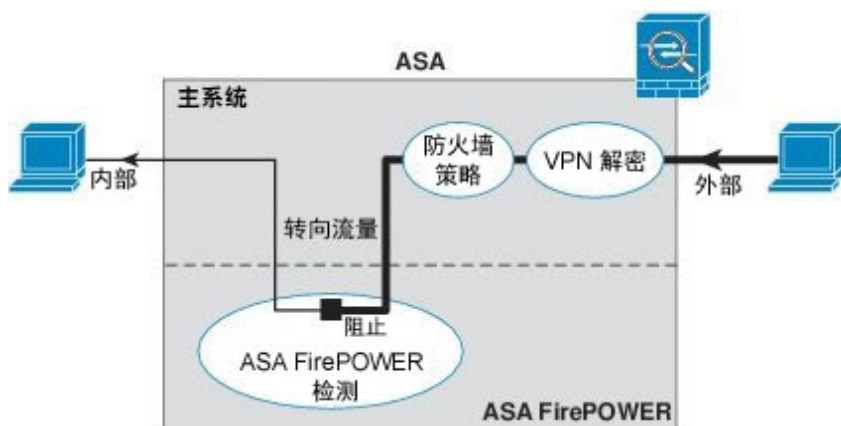 ASA
主系统
防火墙
策略
VPN 解密
内部
外部
转向流量
阻止
ASA FirePOWER
检测
ASA FirePOWER